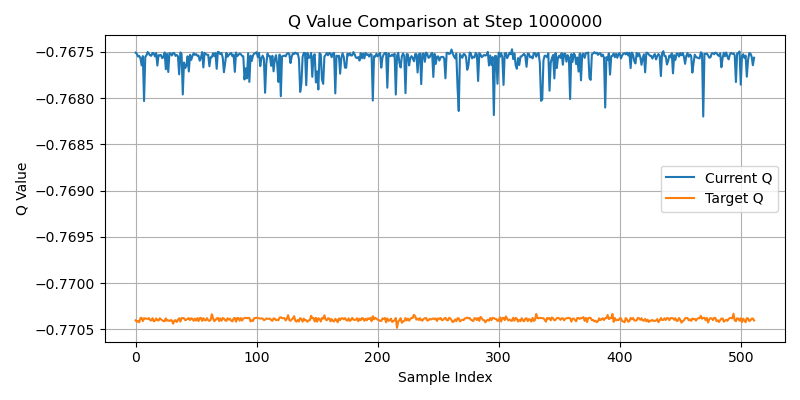 Q Value Comparison at Step 1000000
Q Value
−0.7675
−0.7680
−0.7685
−0.7690
−0.7695
−0.7700
−0.7705
Current Q
Target Q
0
100
200
300
400
500
Sample Index